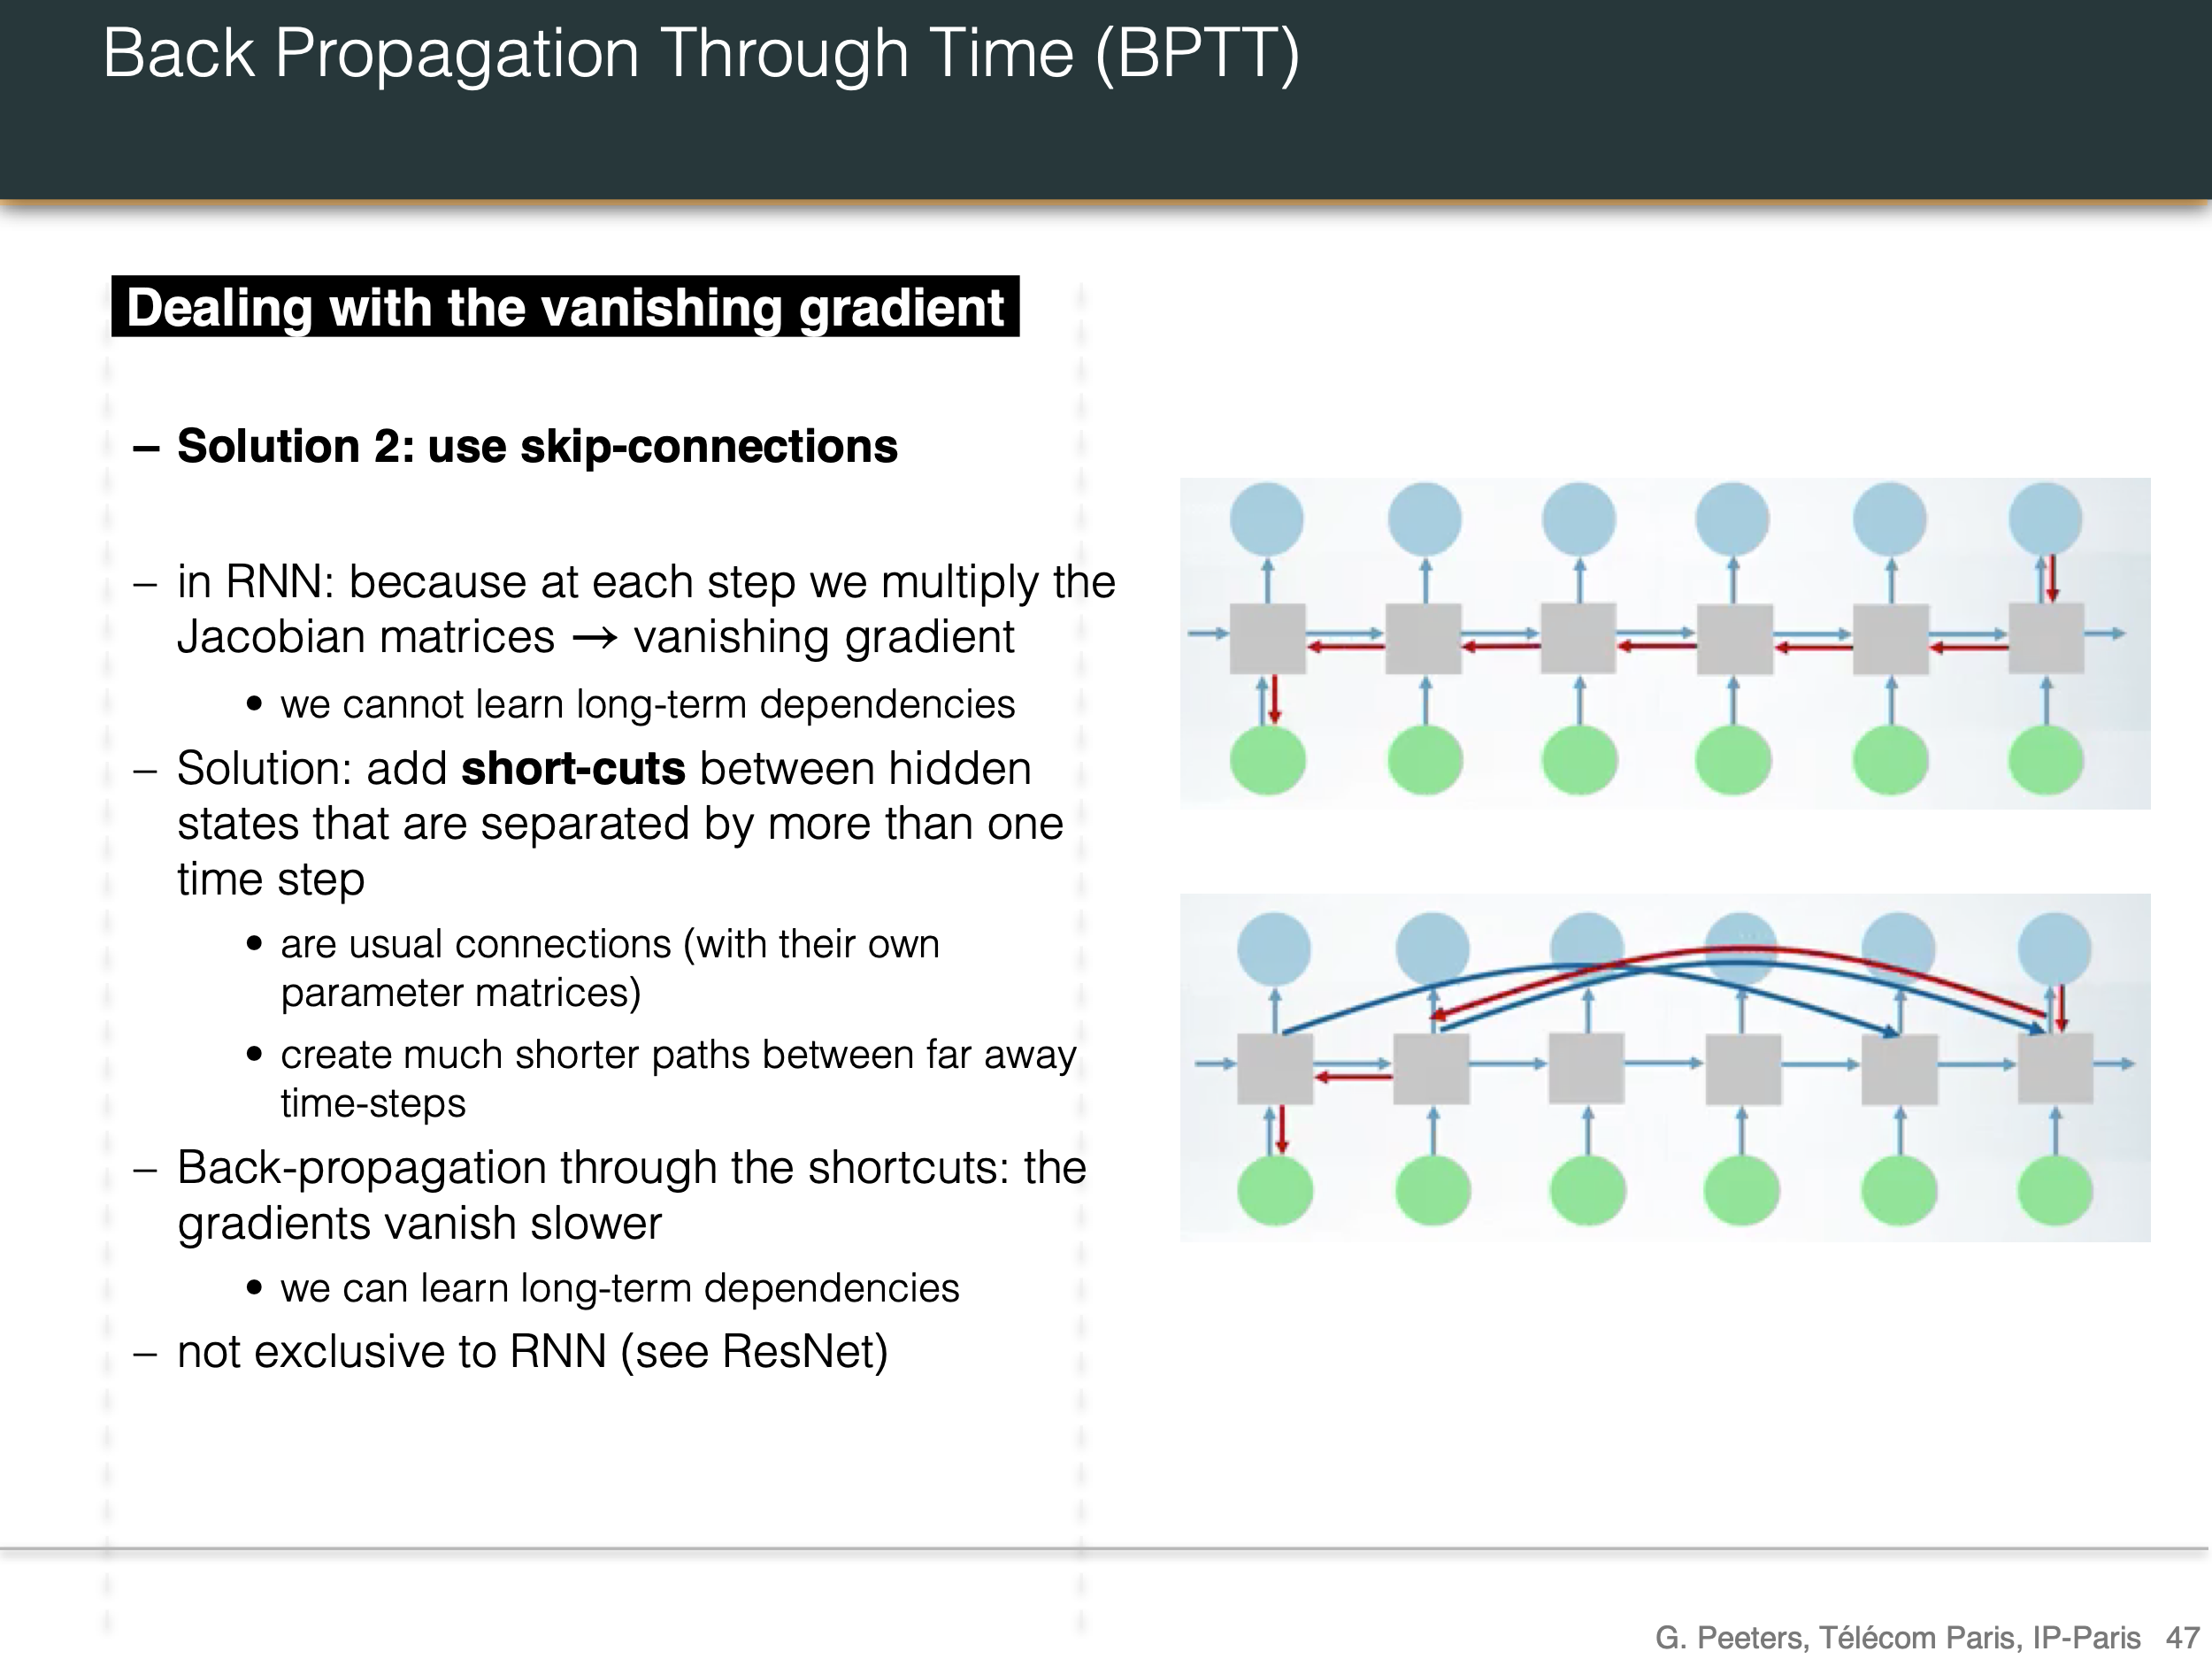 Back Propagation Through Time (BPTT)
Dealing with the vanishing gradient
– Solution 2: use skip-connections
– in RNN: because at each step we multiply the
Jacobian matrices → vanishing gradient
• we cannot learn long-term dependencies
– Solution: add short-cuts between hidden
states that are separated by more than one
time step
• are usual connections (with their own
parameter matrices)
• create much shorter paths between far away
time-steps
– Back-propagation through the shortcuts: the
gradients vanish slower
• we can learn long-term dependencies
– not exclusive to RNN (see ResNet)
G. Peeters, Télécom Paris, IP-Paris 47